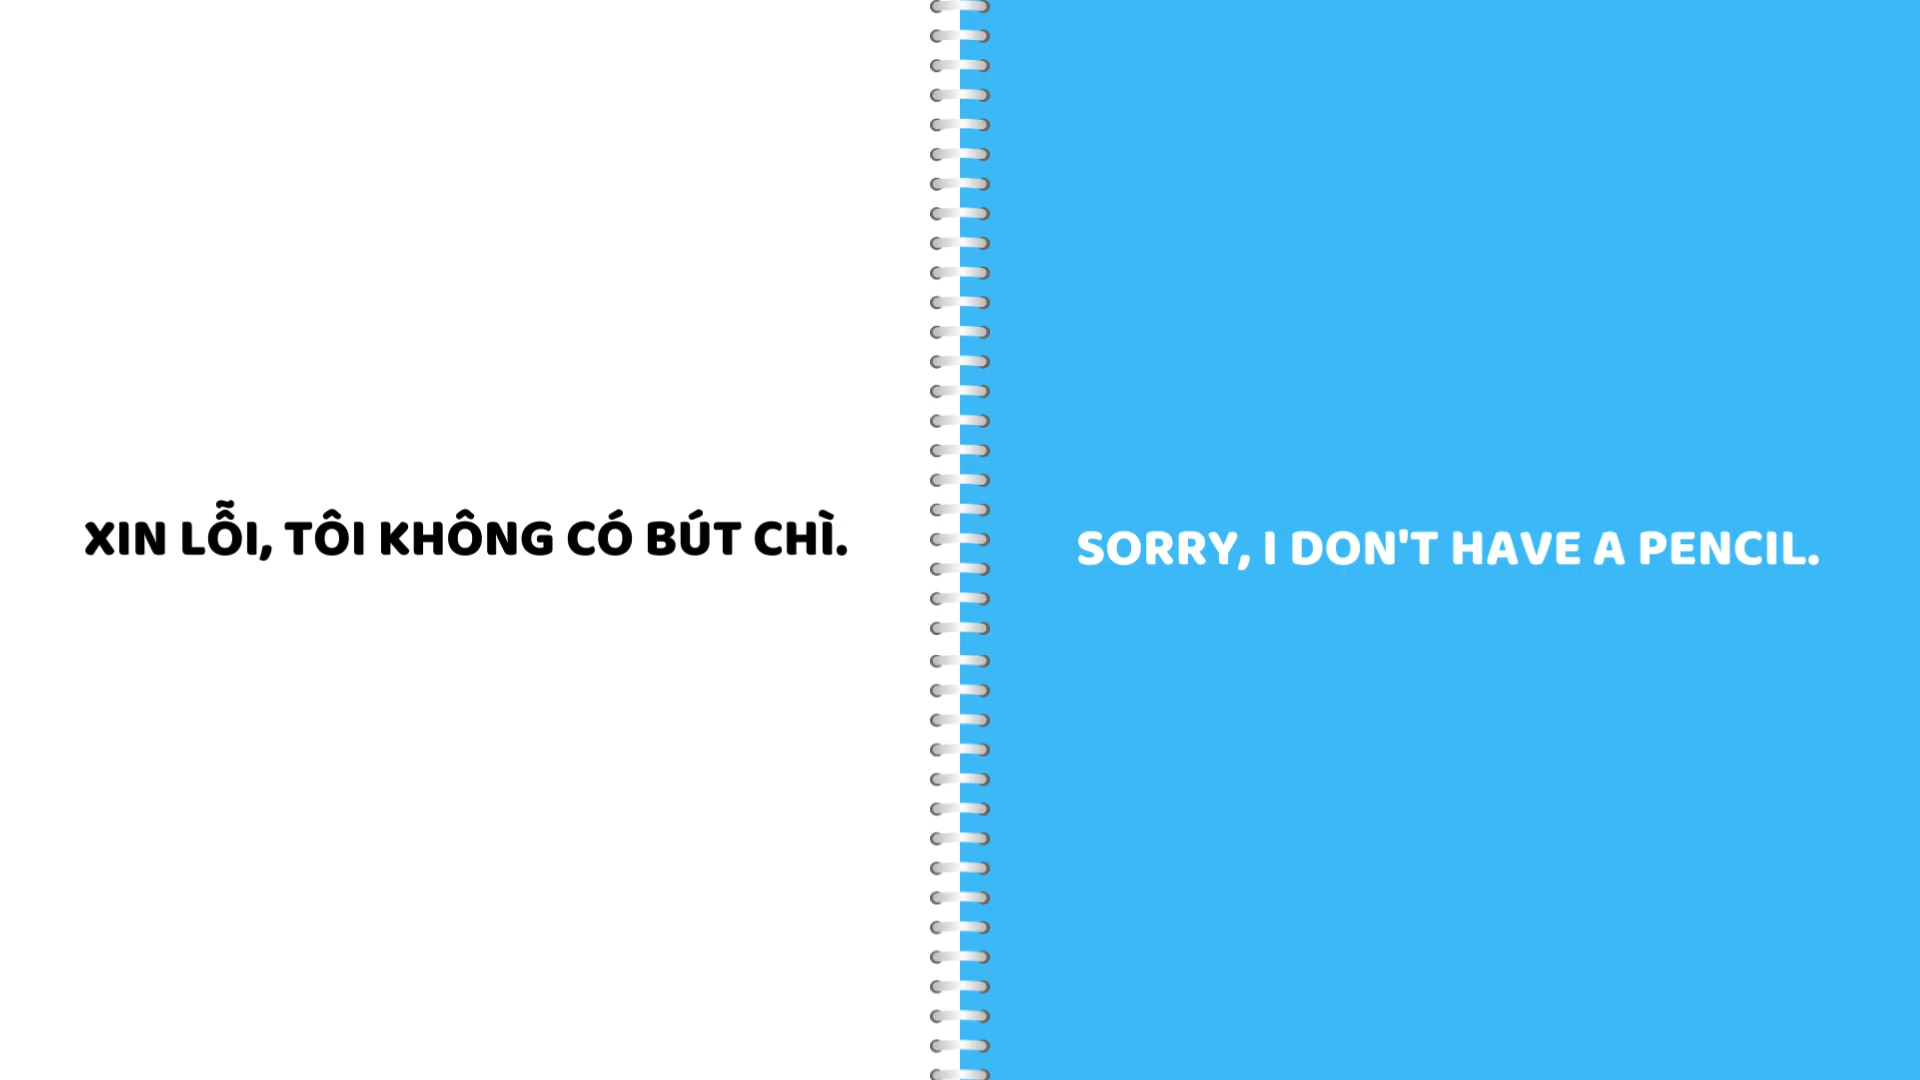 XIN LỖI, TÔI KHÔNG CÓ BÚT CHÌ.
SORRY, I DON'T HAVE A PENCIL.